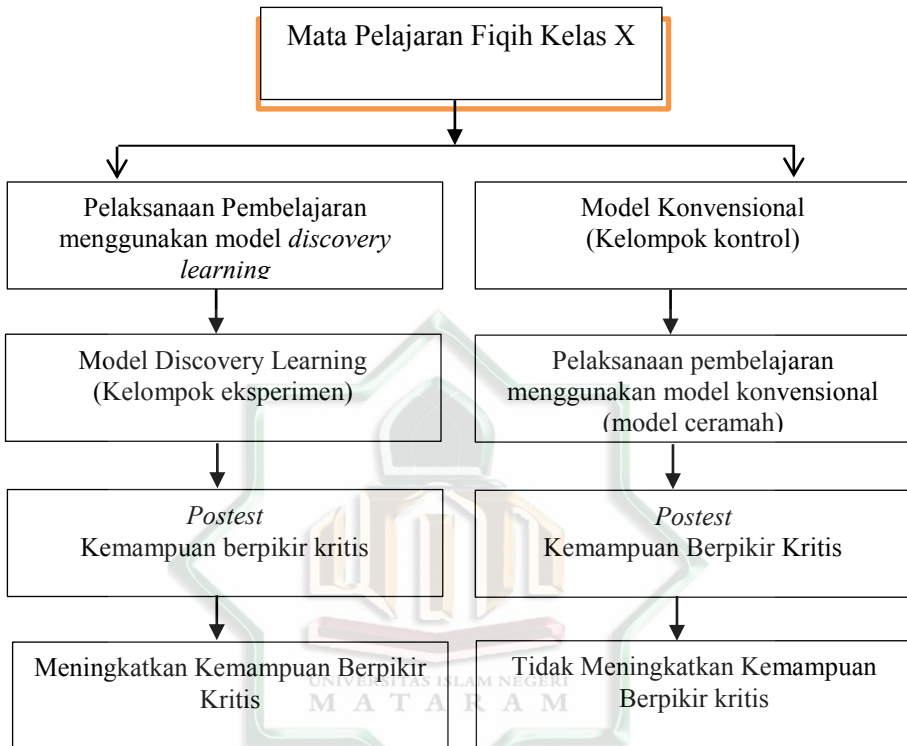 Mata Pelajaran Fiqih Kelas X
Pelaksanaan Pembelajaran
menggunakan model discovery
learning
Model Konvensional
(Kelompok kontrol)
Model Discovery Learning
(Kelompok eksperimen)
Pelaksanaan pembelajaran
menggunakan model konvensional
(model ceramah)
Postest
Kemampuan berpikir kritis
Postest
Kemampuan Berpikir Kritis
Meningkatkan Kemampuan Berpikir
Kritis
Tidak Meningkatkan Kemampuan
Berpikir kritis
UNIVERSITAS ISLAM NEGERI
MATARAM